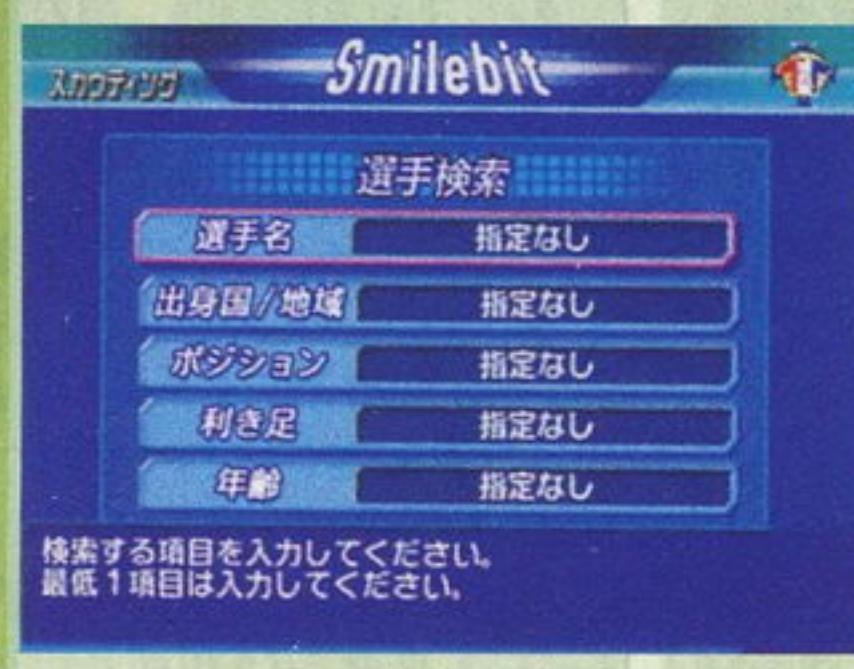 スカウティング
Smilebit
選手検索
選手名 指定なし
出身国/地域 指定なし
ポジション 指定なし
利き足 指定なし
年齢 指定なし
検索する項目を入力してください。
最低1項目は入力してください。